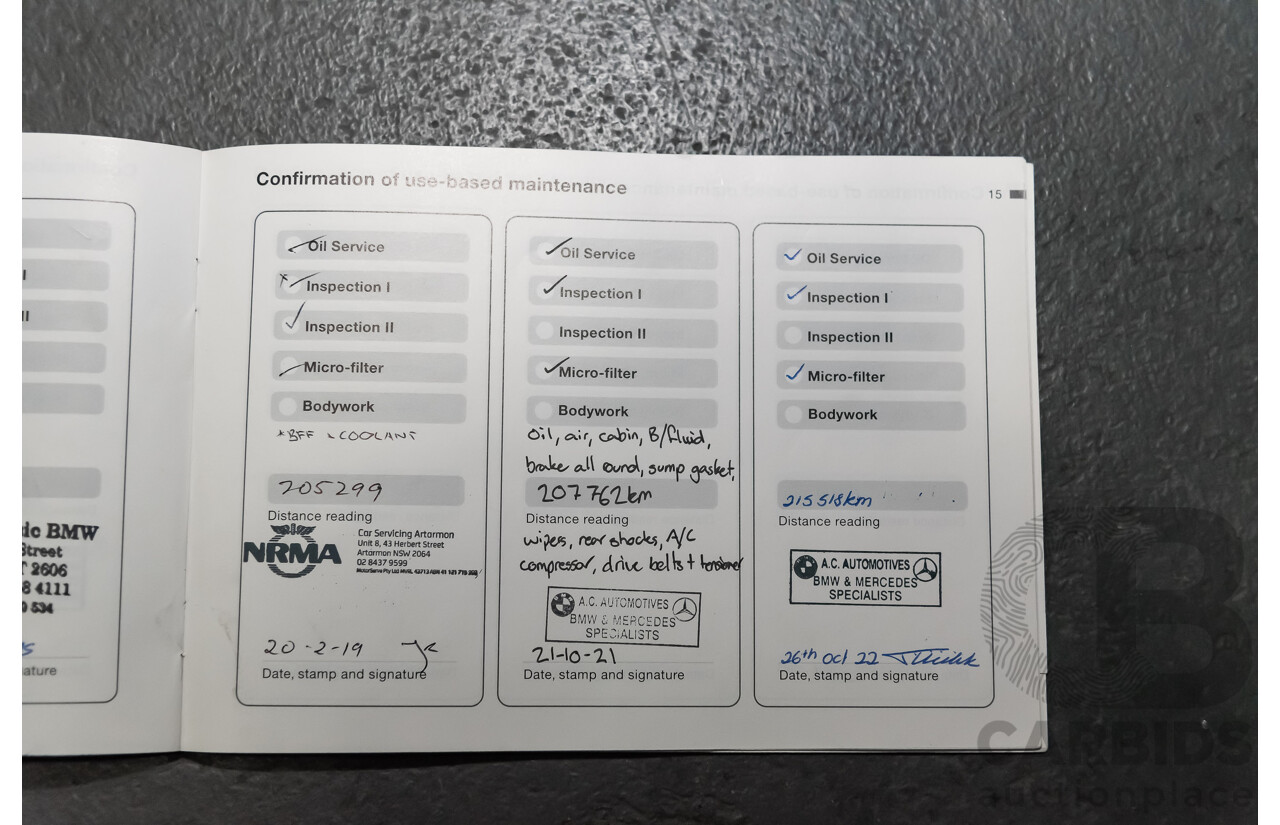 Confirmation of use-based maintenance
15
Oil Service
Inspection I
Inspection II
Micro-filter
Bodywork
*BFF & COOLANT
205299
Distance reading
NRMA
Car Servicing Artarmon
Unit 8, 43 Herbert Street
Artarmon NSW 2064
02 8437 9599
20-2-19
Date, stamp and signature
Oil Service
Inspection I
Inspection II
Micro-filter
Bodywork
Oil, air, cabin, B/fluid,
brake all ound, sump gasket,
207762km
Distance reading
wipes, rear shocks, A/C
compressor, drive belts + tensioner
A.C. AUTOMOTIVES
BMW & MERCEDES
SPECIALISTS
21-10-21
Date, stamp and signature
Oil Service
Inspection I
Inspection II
Micro-filter
Bodywork
215518km
Distance reading
A.C. AUTOMOTIVES
BMW & MERCEDES
SPECIALISTS
26th Oct 22
Date, stamp and signature
BMW
Street
2606
4111
534
ature
CARBIDS
auctionplace